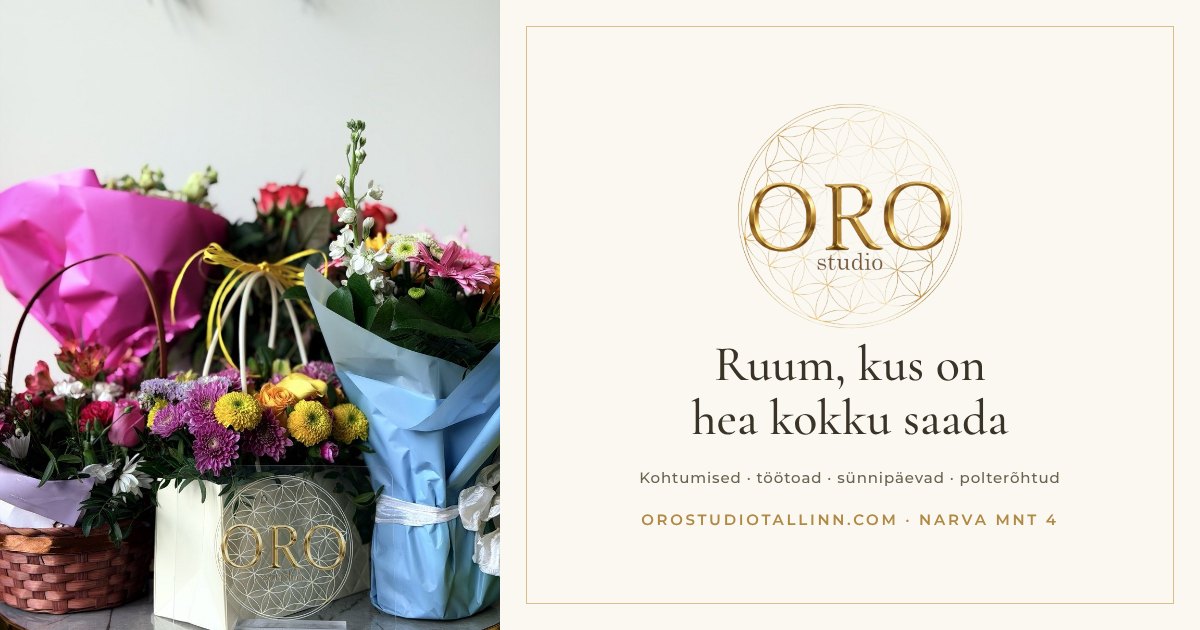 ORO
ORO
studio
Ruum, kus on
hea kokku saada
Kohtumised · töötoad · sünnipäevad · polterõhtud
OROSTUDIOTALLINN.COM · NARVA MNT 4